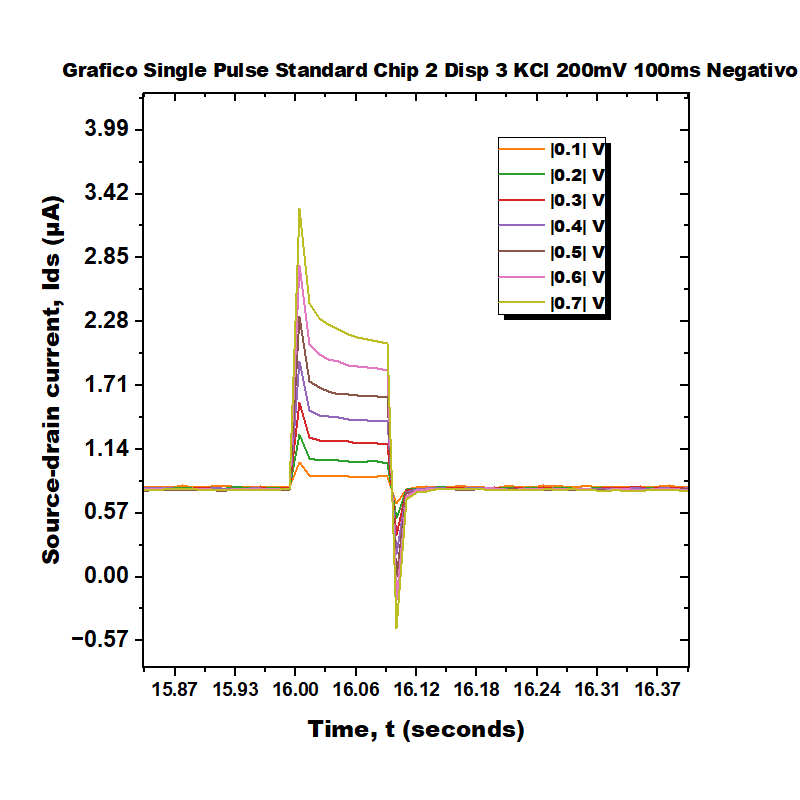 Grafico Single Pulse Standard Chip 2 Disp 3 KCl 200mV 100ms Negativo
|0.1| V
|0.2| V
|0.3| V
|0.4| V
|0.5| V
|0.6| V
|0.7| V
Source-drain current, Ids (µA)
3.99
3.42
2.85
2.28
1.71
1.14
0.57
0.00
−0.57
15.87 15.93 16.00 16.06 16.12 16.18 16.24 16.31 16.37
Time, t (seconds)